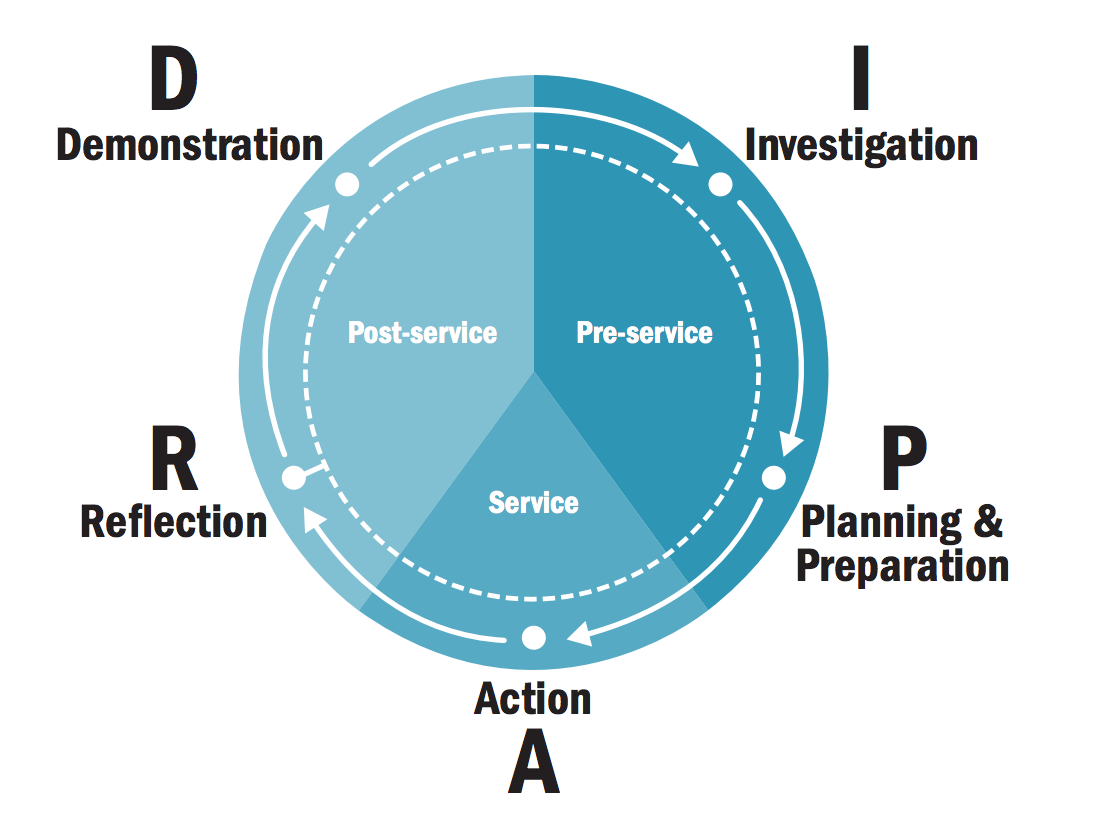 D
Demonstration
I
Investigation
Post-service
Pre-service
Service
R
Reflection
P
Planning &
Preparation
Action
A